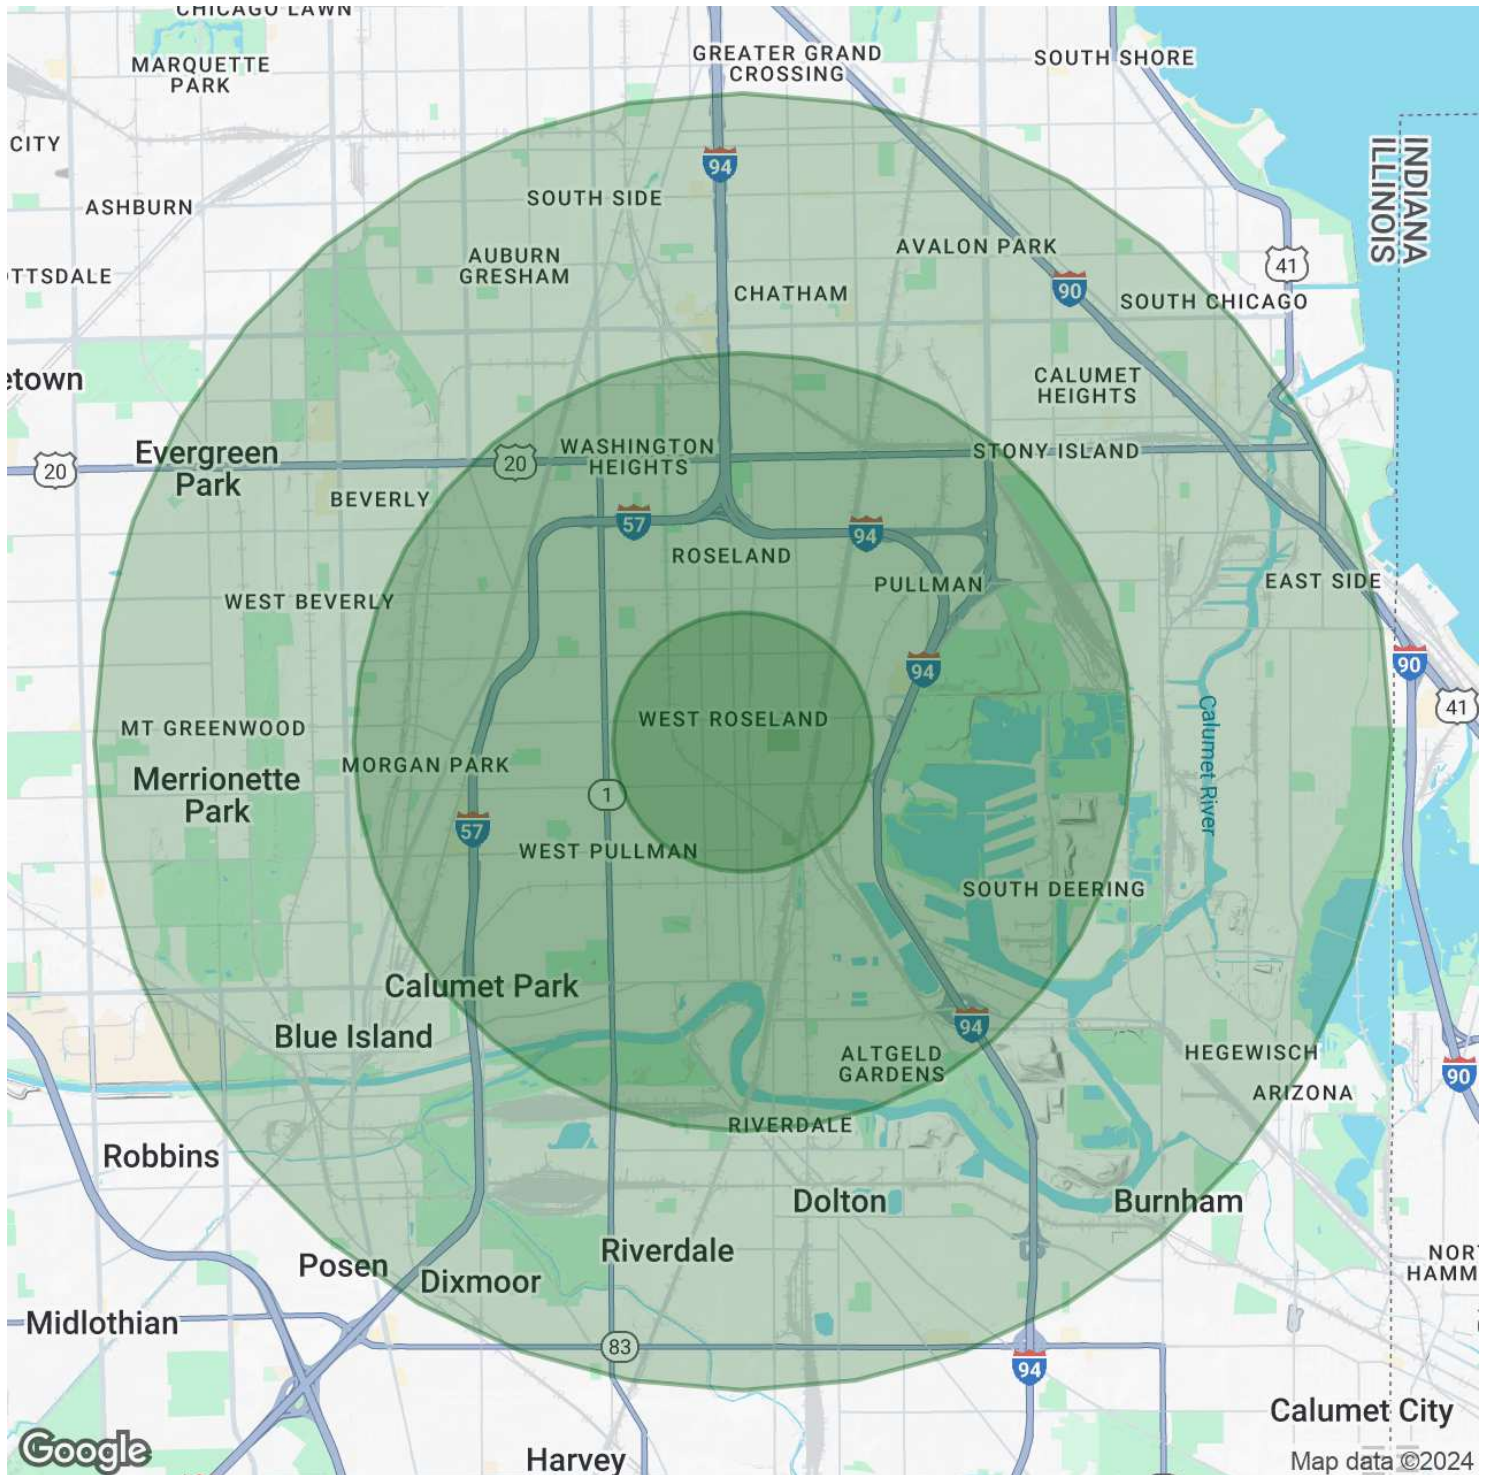 CHICAGO LAWN
MARQUETTE
PARK
GREATER GRAND
CROSSING
SOUTH SHORE
CITY
94
INDIANA
ILLINOIS
ASHBURN
SOUTH SIDE
AUBURN
GRESHAM
AVALON PARK
41
TTSDALE
CHATHAM
90
SOUTH CHICAGO
etown
CALUMET
HEIGHTS
Evergreen
Park
20
20
WASHINGTON
HEIGHTS
STONY ISLAND
BEVERLY
57
94
ROSELAND
PULLMAN
EAST SIDE
WEST BEVERLY
94
90
41
WEST ROSELAND
MT GREENWOOD
Calumet River
MORGAN PARK
Merrionette
Park
1
57
WEST PULLMAN
SOUTH DEERING
Calumet Park
Blue Island
94
ALTGELD
GARDENS
HEGEWISCH
90
ARIZONA
RIVERDALE
Robbins
Dolton
Burnham
Riverdale
Posen
Dixmoor
NOR
HAMM
Midlothian
83
94
Calumet City
Google
Harvey
Map data ©2024